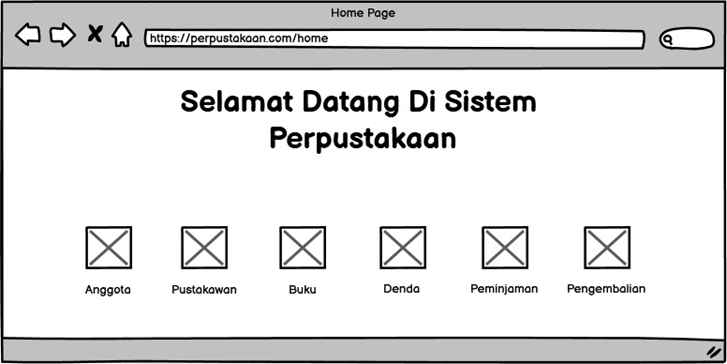 Home Page
https://perpustakaan.com/home
Selamat Datang Di Sistem
Perpustakaan
Anggota
Pustakawan
Buku
Denda
Peminjaman
Pengembalian